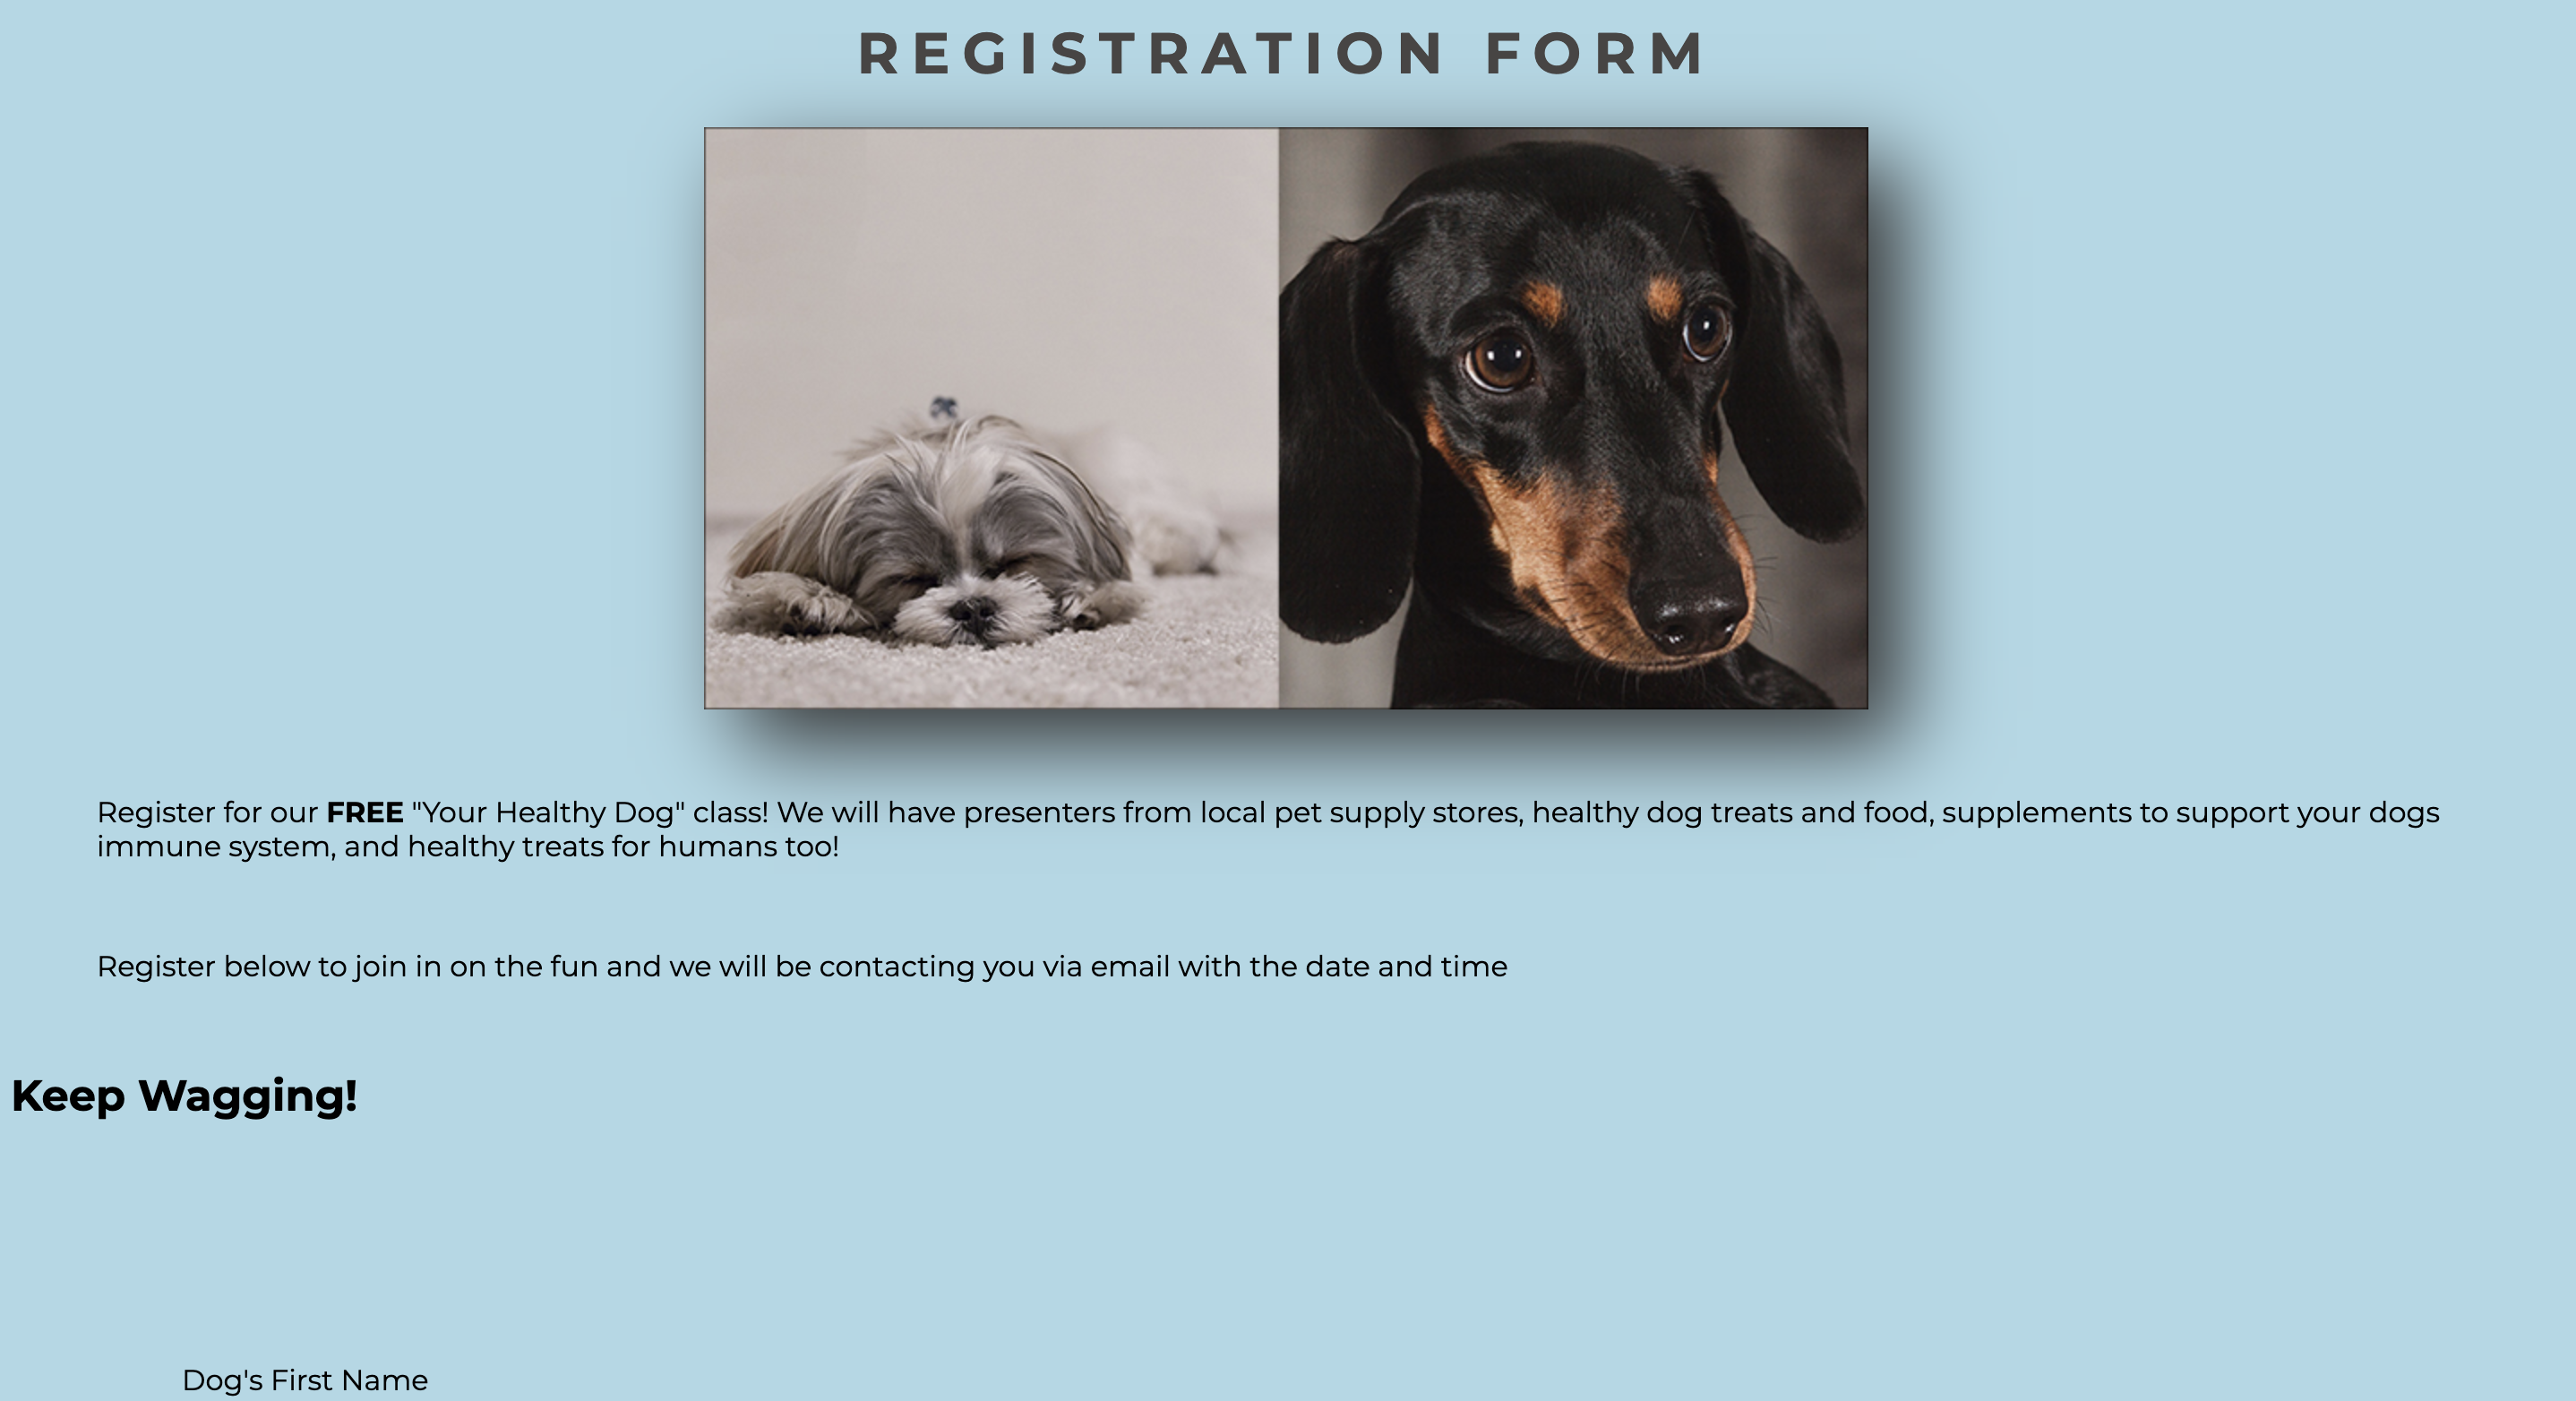 REGISTRATION FORM
Register for our FREE "Your Healthy Dog" class! We will have presenters from local pet supply stores, healthy dog treats and food, supplements to support your dogs
immune system, and healthy treats for humans too!
Register below to join in on the fun and we will be contacting you via email with the date and time
Keep Wagging!
Dog's First Name